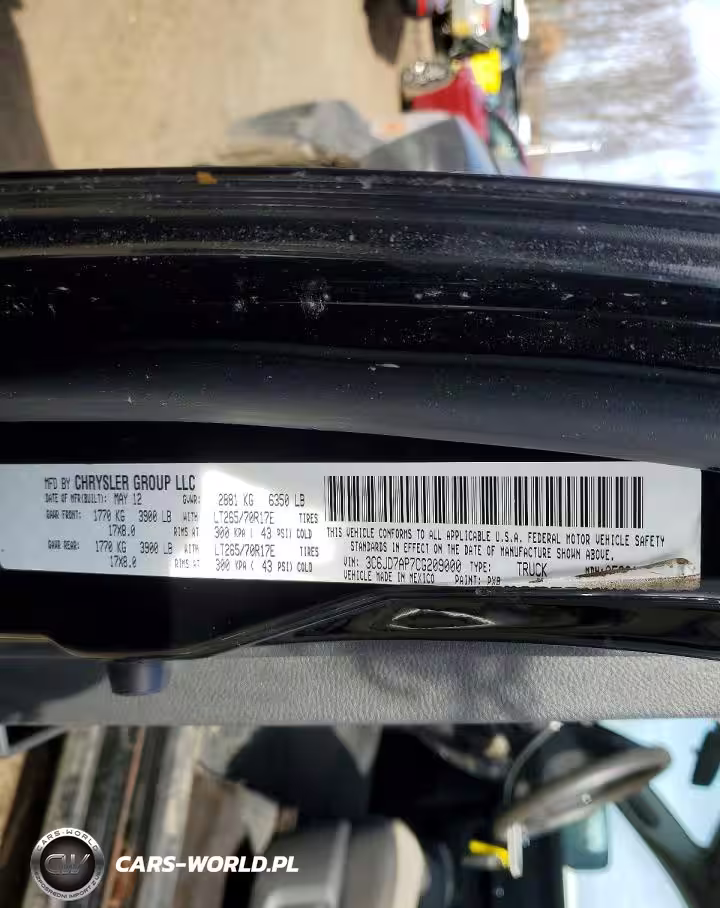 MFD BY CHRYSLER GROUP LLC
DATE OF MFR(BUILT): MAY 12 GVWR: 2881 KG 6350 LB
GAWR FRONT: 1770 KG 3900 LB WITH LT265/70R17E TIRES
17X8.0 RIMS AT 300 KPA ( 43 PSI) COLD
GAWR REAR: 1770 KG 3900 LB WITH LT265/70R17E TIRES
17X8.0 RIMS AT 300 KPA ( 43 PSI) COLD
THIS VEHICLE CONFORMS TO ALL APPLICABLE U.S.A. FEDERAL MOTOR VEHICLE SAFETY
STANDARDS IN EFFECT ON THE DATE OF MANUFACTURE SHOWN ABOVE.
VIN: 3C6JD7AP7CG209000 TYPE: TRUCK
VEHICLE MADE IN MEXICO PAINT: PX8
CARS-WORLD
CW
CARS-WORLD.PL